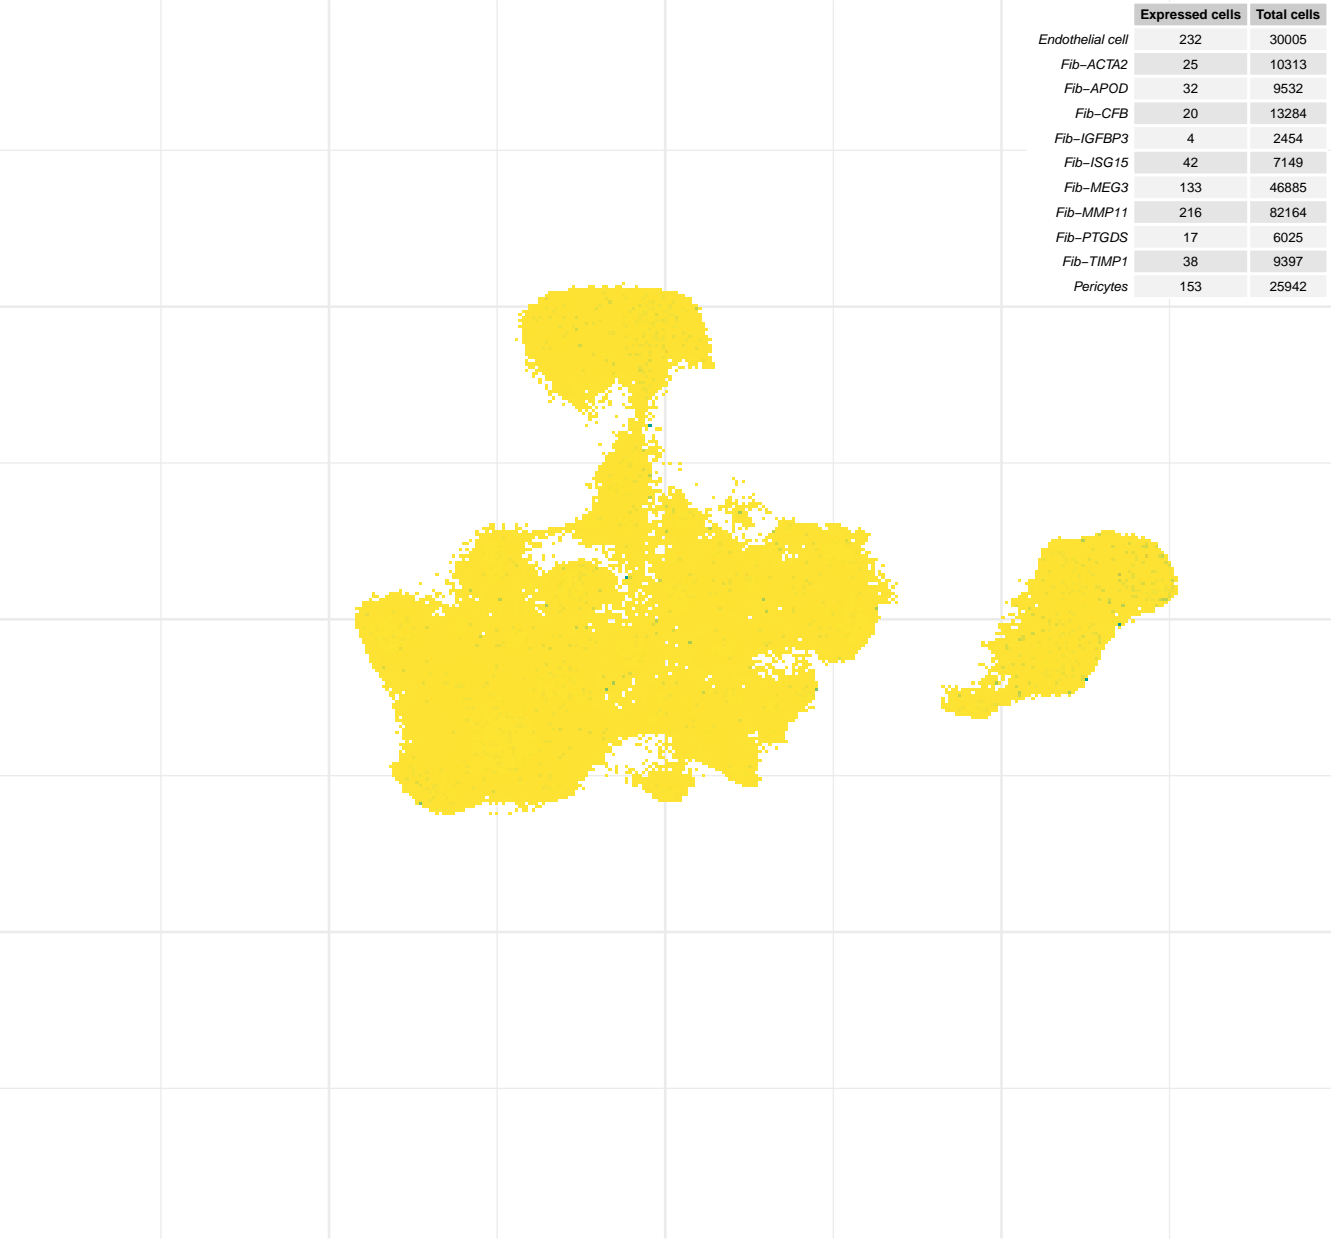 Expressed cells Total cells
Endothelial cell 232 30005
Fib−ACTA2 25 10313
Fib−APOD 32 9532
Fib−CFB 20 13284
Fib−IGFBP3 4 2454
Fib−ISG15 42 7149
Fib−MEG3 133 46885
Fib−MMP11 216 82164
Fib−PTGDS 17 6025
Fib−TIMP1 38 9397
Pericytes 153 25942